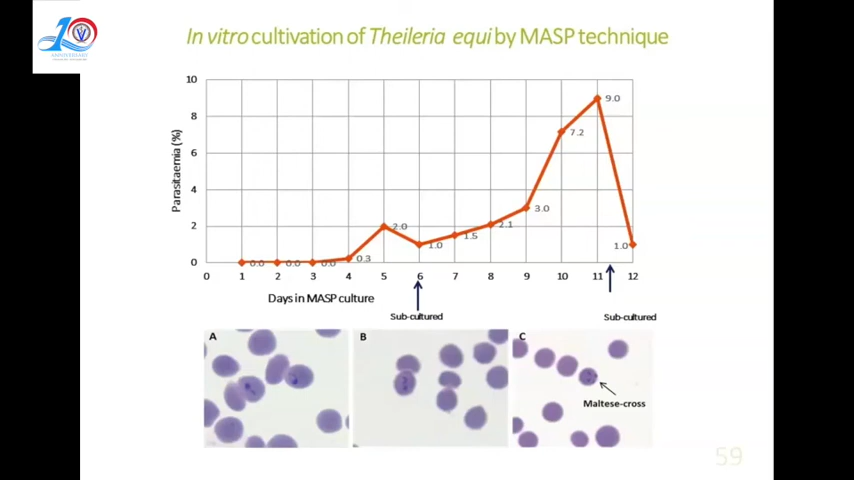 10
ANNIVERSARY
In vitro cultivation of Theileria equi by MASP technique
Parasitaemia (%)
10
8
6
4
2
0
0.0
0.0
0.0
0.3
2.0
1.0
1.5
2.1
3.0
7.2
9.0
1.0
0 1 2 3 4 5 6 7 8 9 10 11 12
Days in MASP culture
Sub-cultured
Sub-cultured
A
B
C
Maltese-cross
59